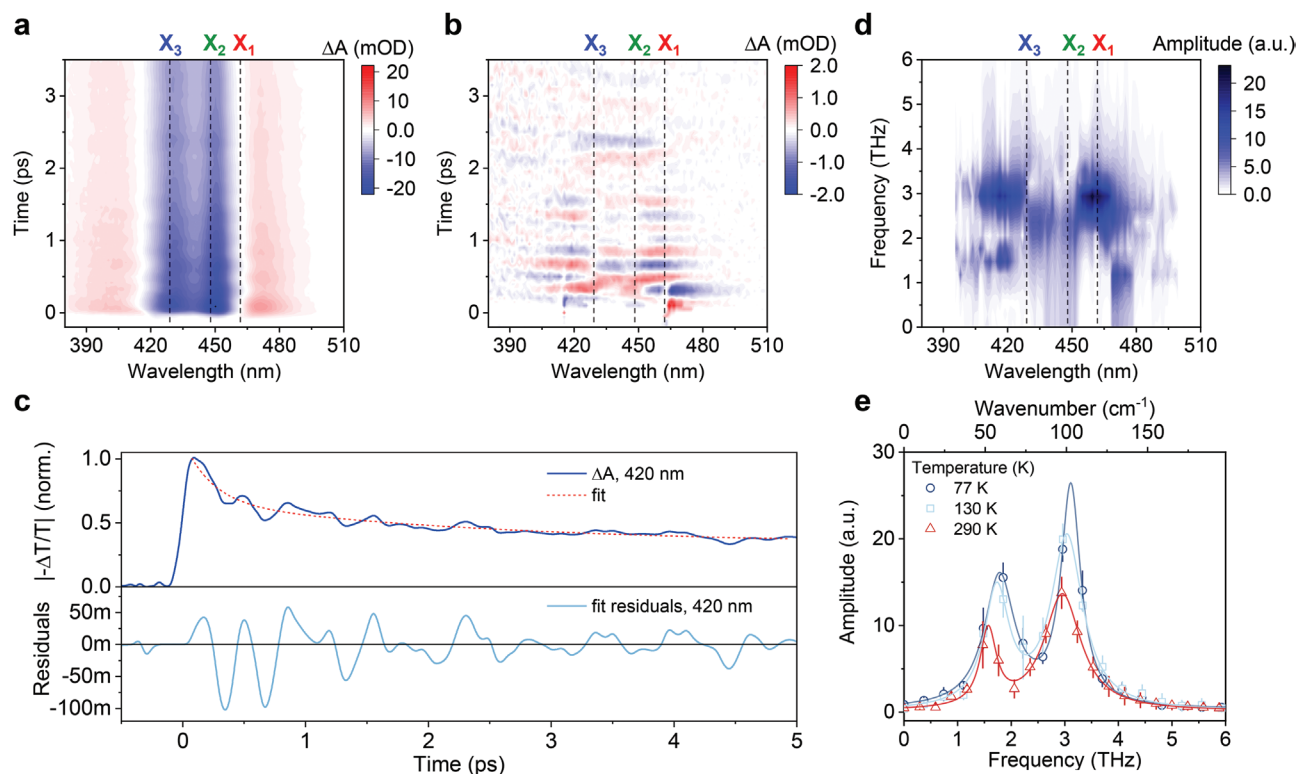 a
X3 X2 X1
ΔA (mOD)
20
10
0.0
-10
-20
3
2
1
0
Time (ps)
390 420 450 480 510
Wavelength (nm)
b
X3 X2 X1
ΔA (mOD)
2.0
1.0
0.0
-1.0
-2.0
3
2
1
0
Time (ps)
390 420 450 480 510
Wavelength (nm)
d
X3 X2 X1
Amplitude (a.u.)
20
15
10
5.0
0.0
6
5
4
3
2
1
0
Frequency (THz)
390 420 450 480 510
Wavelength (nm)
c
1.0
0.5
0.0
|-ΔT/T| (norm.)
ΔA, 420 nm
fit
50m
0m
-50m
-100m
Residuals
fit residuals, 420 nm
0 1 2 3 4 5
Time (ps)
e
Wavenumber (cm-1)
0 50 100 150
30
20
10
0
Amplitude (a.u.)
Temperature (K)
77 K
130 K
290 K
0 1 2 3 4 5 6
Frequency (THz)